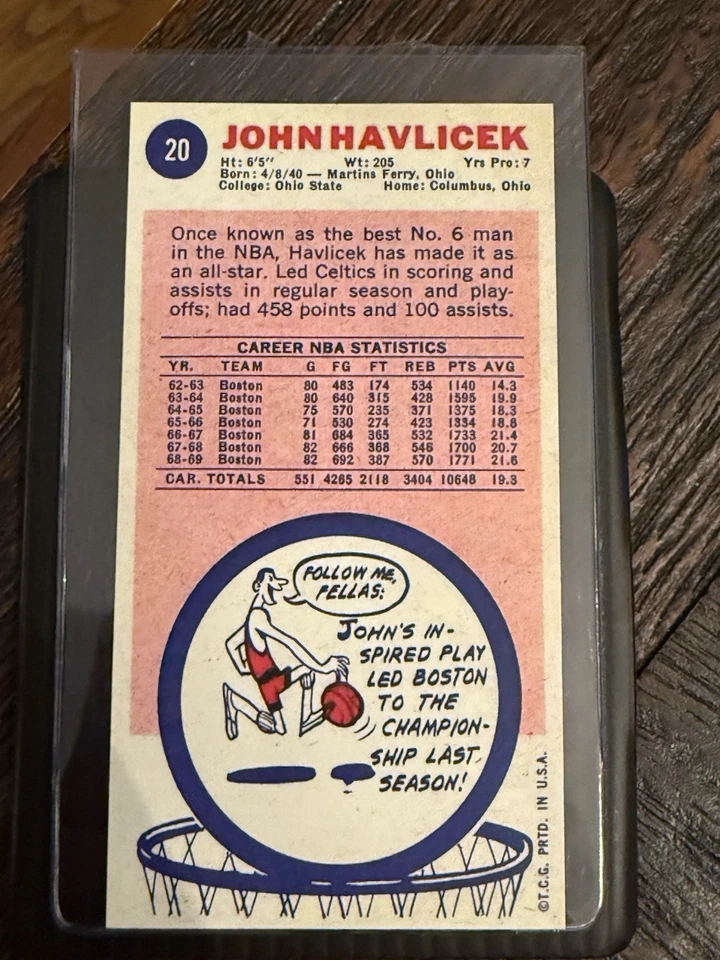 20
JOHN HAVLICEK
Ht: 6'5" Wt: 205 Yrs Pro: 7
Born: 4/8/40 — Martins Ferry, Ohio
College: Ohio State Home: Columbus, Ohio
Once known as the best No. 6 man
in the NBA, Havlicek has made it as
an all-star. Led Celtics in scoring and
assists in regular season and play-
offs; had 458 points and 100 assists.
CAREER NBA STATISTICS
YR. TEAM G FG FT REB PTS AVG
62-63 Boston 80 483 174 534 1140 14.3
63-64 Boston 80 640 315 428 1595 19.9
64-65 Boston 75 570 235 371 1375 18.3
65-66 Boston 71 530 274 423 1334 18.8
66-67 Boston 81 684 365 532 1733 21.4
67-68 Boston 82 666 368 546 1700 20.7
68-69 Boston 82 692 387 570 1771 21.6
CAR. TOTALS 551 4265 2118 3404 10648 19.3
FOLLOW ME,
FELLAS!
JOHN'S IN-
SPIRED PLAY
LED BOSTON
TO THE
CHAMPION-
SHIP LAST
SEASON!
©T.C.G. PRTD. IN U.S.A.